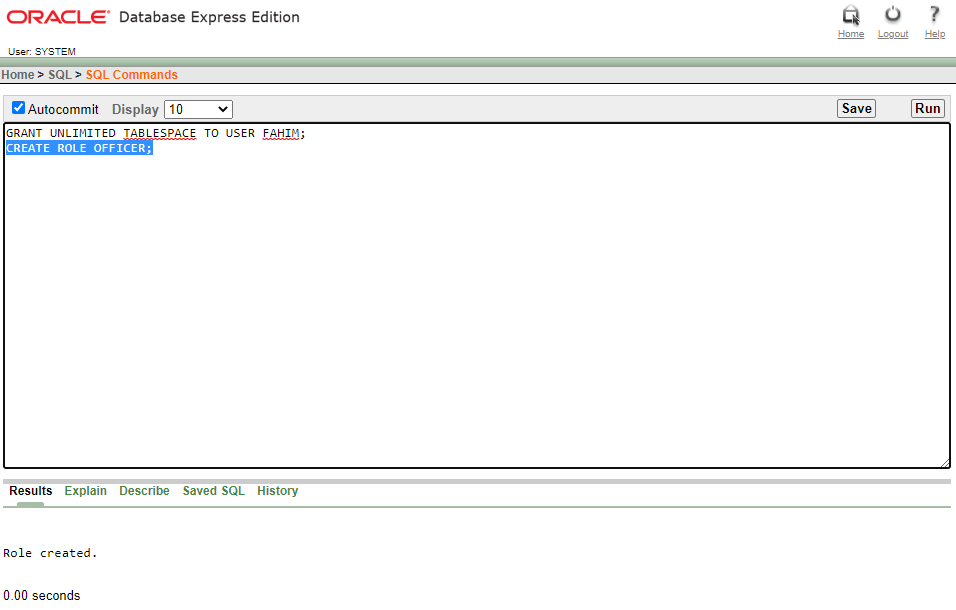 ORACLE® Database Express Edition
Home Logout Help
User: SYSTEM
Home > SQL > SQL Commands
Autocommit Display 10 Save Run
GRANT UNLIMITED TABLESPACE TO USER FAHIM;
CREATE ROLE OFFICER;
Results Explain Describe Saved SQL History
Role created.
0.00 seconds